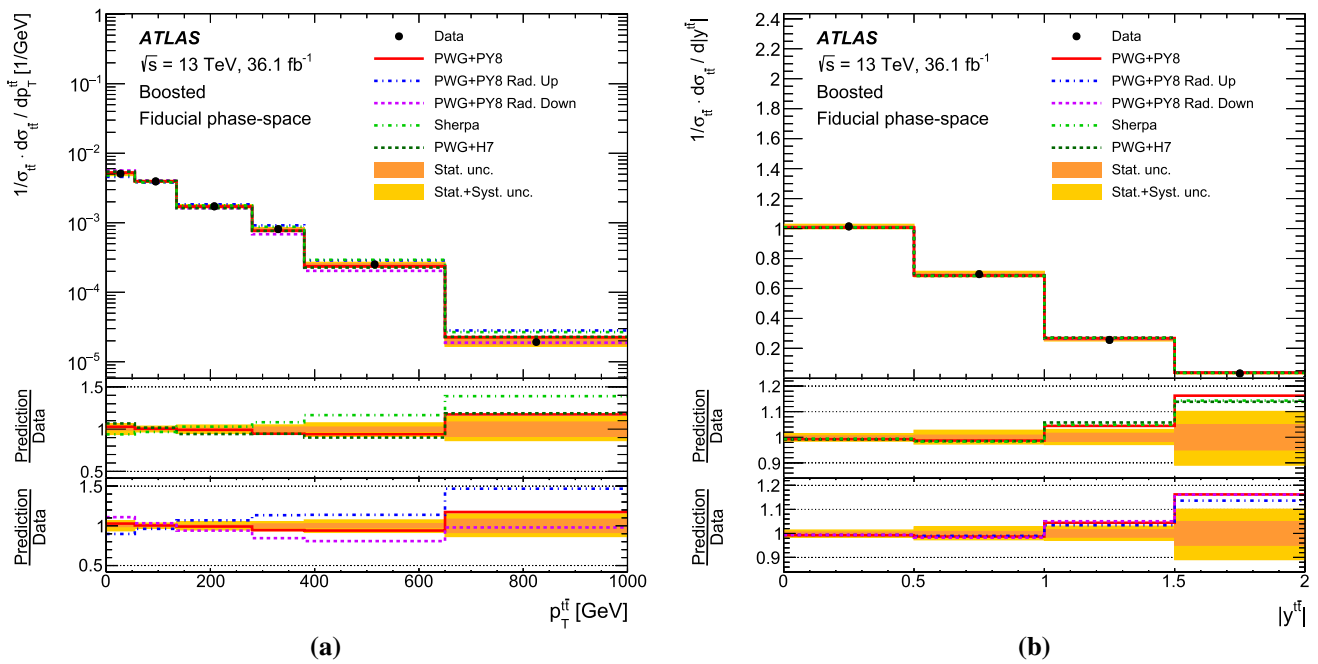 1/σ_tt̄ · dσ_tt̄ / dp_T^tt̄ [1/GeV]
1
10⁻¹
10⁻²
10⁻³
10⁻⁴
10⁻⁵
ATLAS
√s = 13 TeV, 36.1 fb⁻¹
Boosted
Fiducial phase-space
Data
PWG+PY8
PWG+PY8 Rad. Up
PWG+PY8 Rad. Down
Sherpa
PWG+H7
Stat. unc.
Stat.+Syst. unc.
Prediction
Data
1.5
1
0.5
Prediction
Data
1.5
1
0.5
0 200 400 600 800 1000
p_T^tt̄ [GeV]
(a)
1/σ_tt̄ · dσ_tt̄ / d|y^tt̄|
2.4
2.2
2
1.8
1.6
1.4
1.2
1
0.8
0.6
0.4
0.2
ATLAS
√s = 13 TeV, 36.1 fb⁻¹
Boosted
Fiducial phase-space
Data
PWG+PY8
PWG+PY8 Rad. Up
PWG+PY8 Rad. Down
Sherpa
PWG+H7
Stat. unc.
Stat.+Syst. unc.
Prediction
Data
1.2
1.1
1
0.9
Prediction
Data
1.2
1.1
1
0.9
0 0.5 1 1.5 2
|y^tt̄|
(b)